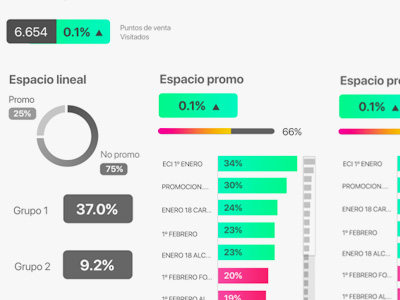 6.654 0.1% ▲ Puntos de venta
Visitados
Espacio lineal
Promo
25%
No promo
75%
Grupo 1 37.0%
Grupo 2 9.2%
Espacio promo
0.1% ▲
66%
ECI 1º ENERO 34%
PROMOCION.... 30%
ENERO 18 CAR... 24%
1º FEBRERO 23%
ENERO 18 ALC... 23%
1º FEBRERO FO... 20%
1º FEBRERO AL... 19%
Espacio pro
0.1% ▲
ECI 1º ENERO
PROMOCION....
ENERO 18 CAR...
1º FEBRERO
ENERO 18 ALC...
1º FEBRERO FO...
1º FEBRERO AL...